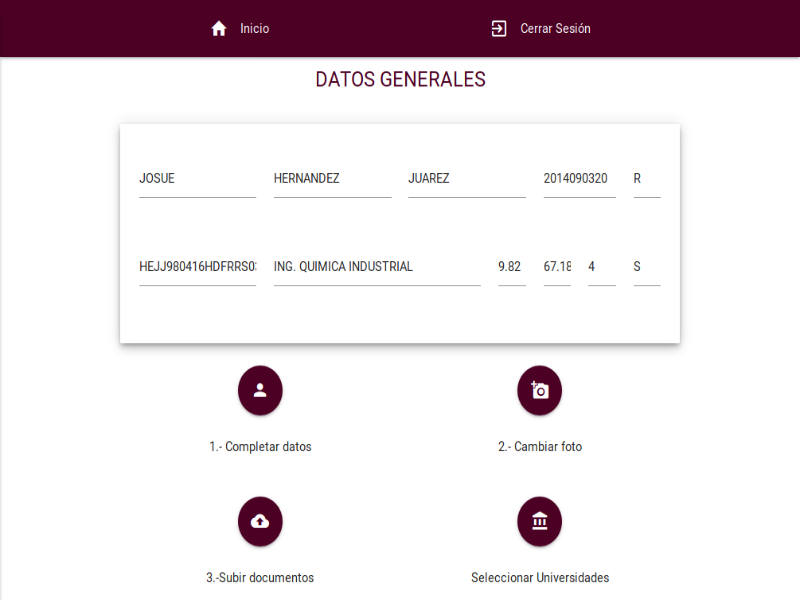 Inicio
Cerrar Sesión
DATOS GENERALES
JOSUE HERNANDEZ JUAREZ 2014090320 R
HEJJ980416HDFRRS0 ING. QUIMICA INDUSTRIAL 9.82 67.18 4 S
1.- Completar datos
2.- Cambiar foto
3.-Subir documentos
Seleccionar Universidades